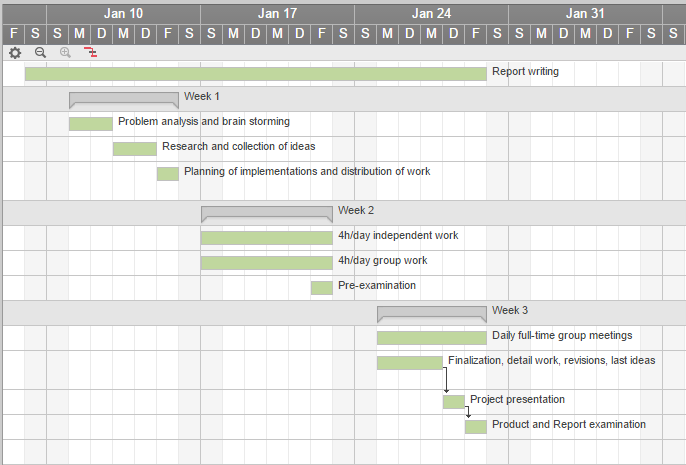 Jan 10 Jan 17 Jan 24 Jan 31
F S S M D M D F S S M D M D F S S M D M D F S S M D M D F S S
Report writing
Week 1
Problem analysis and brain storming
Research and collection of ideas
Planning of implementations and distribution of work
Week 2
4h/day independent work
4h/day group work
Pre-examination
Week 3
Daily full-time group meetings
Finalization, detail work, revisions, last ideas
Project presentation
Product and Report examination